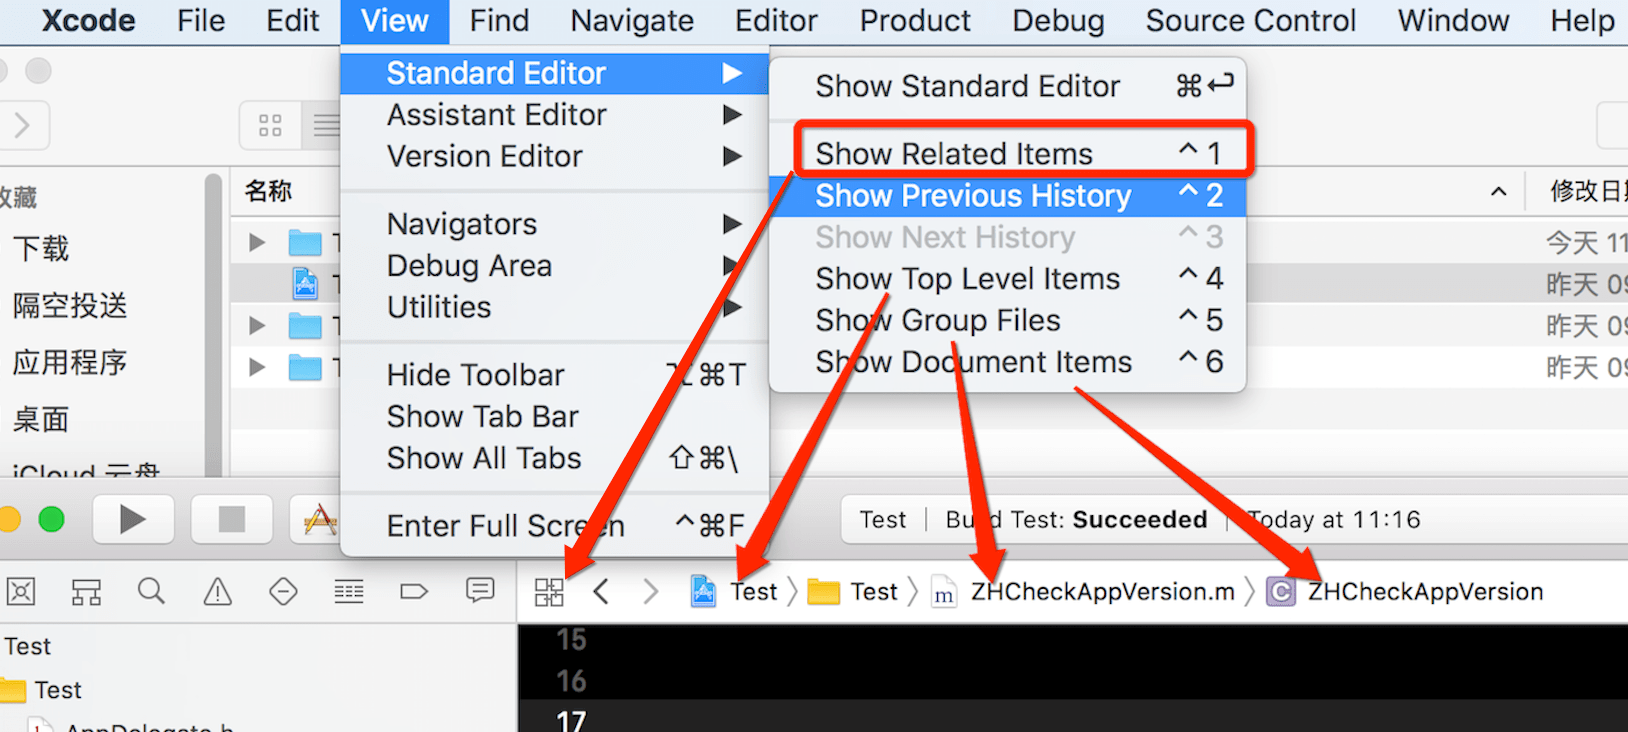 Xcode File Edit View Find Navigate Editor Product Debug Source Control Window Help
Standard Editor
Assistant Editor
Version Editor
Navigators
Debug Area
Utilities
Hide Toolbar ⌥⌘T
Show Tab Bar
Show All Tabs ⇧⌘\
Enter Full Screen ^⌘F
Show Standard Editor ⌘↩
Show Related Items ^1
Show Previous History ^2
Show Next History ^3
Show Top Level Items ^4
Show Group Files ^5
Show Document Items ^6
收藏
下载
隔空投送
应用程序
桌面
iCloud 云盘
名称
修改日期
今天 11
昨天 09
昨天 09
昨天 09
Test | Build Test: Succeeded | Today at 11:16
Test 〉 Test 〉 m ZHCheckAppVersion.m 〉 C ZHCheckAppVersion
Test
Test
AppDelegate.h
15
16
17